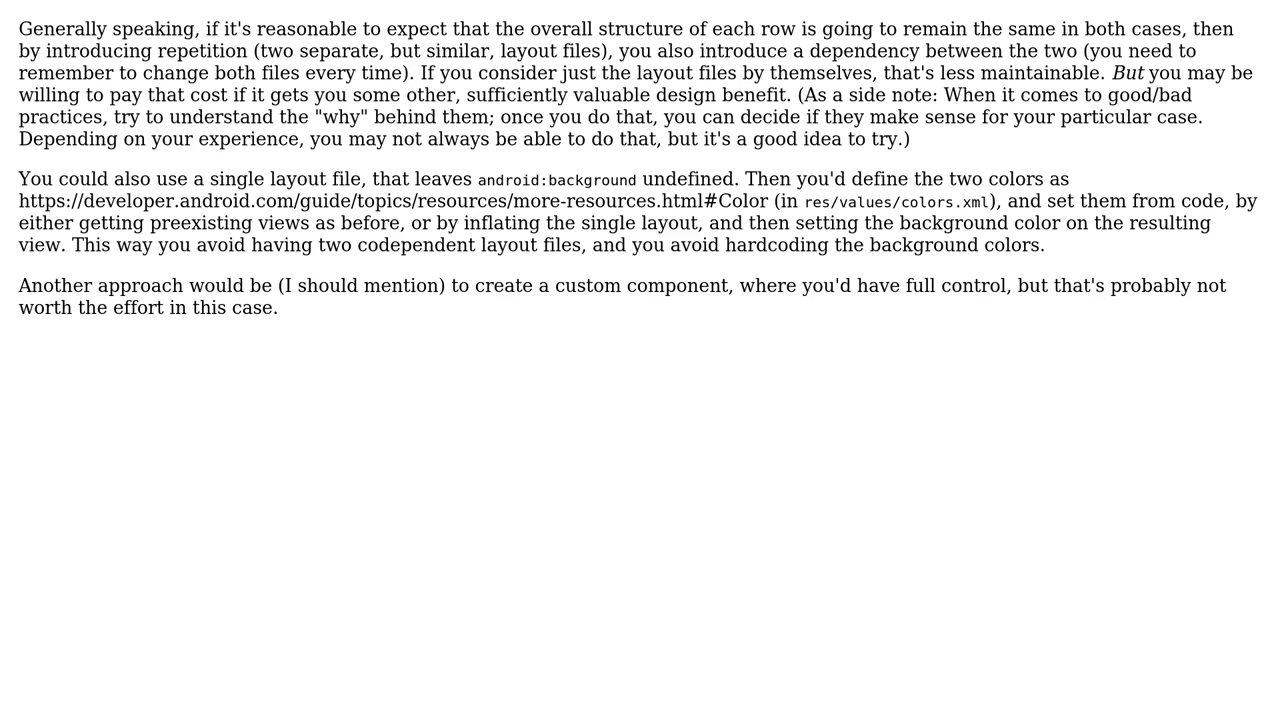 Generally speaking, if it's reasonable to expect that the overall structure of each row is going to remain the same in both cases, then
by introducing repetition (two separate, but similar, layout files), you also introduce a dependency between the two (you need to
remember to change both files every time). If you consider just the layout files by themselves, that's less maintainable. But you may be
willing to pay that cost if it gets you some other, sufficiently valuable design benefit. (As a side note: When it comes to good/bad
practices, try to understand the "why" behind them; once you do that, you can decide if they make sense for your particular case.
Depending on your experience, you may not always be able to do that, but it's a good idea to try.)
You could also use a single layout file, that leaves android:background undefined. Then you'd define the two colors as
https://developer.android.com/guide/topics/resources/more-resources.html#Color (in res/values/colors.xml), and set them from code, by
either getting preexisting views as before, or by inflating the single layout, and then setting the background color on the resulting
view. This way you avoid having two codependent layout files, and you avoid hardcoding the background colors.
Another approach would be (I should mention) to create a custom component, where you'd have full control, but that's probably not
worth the effort in this case.